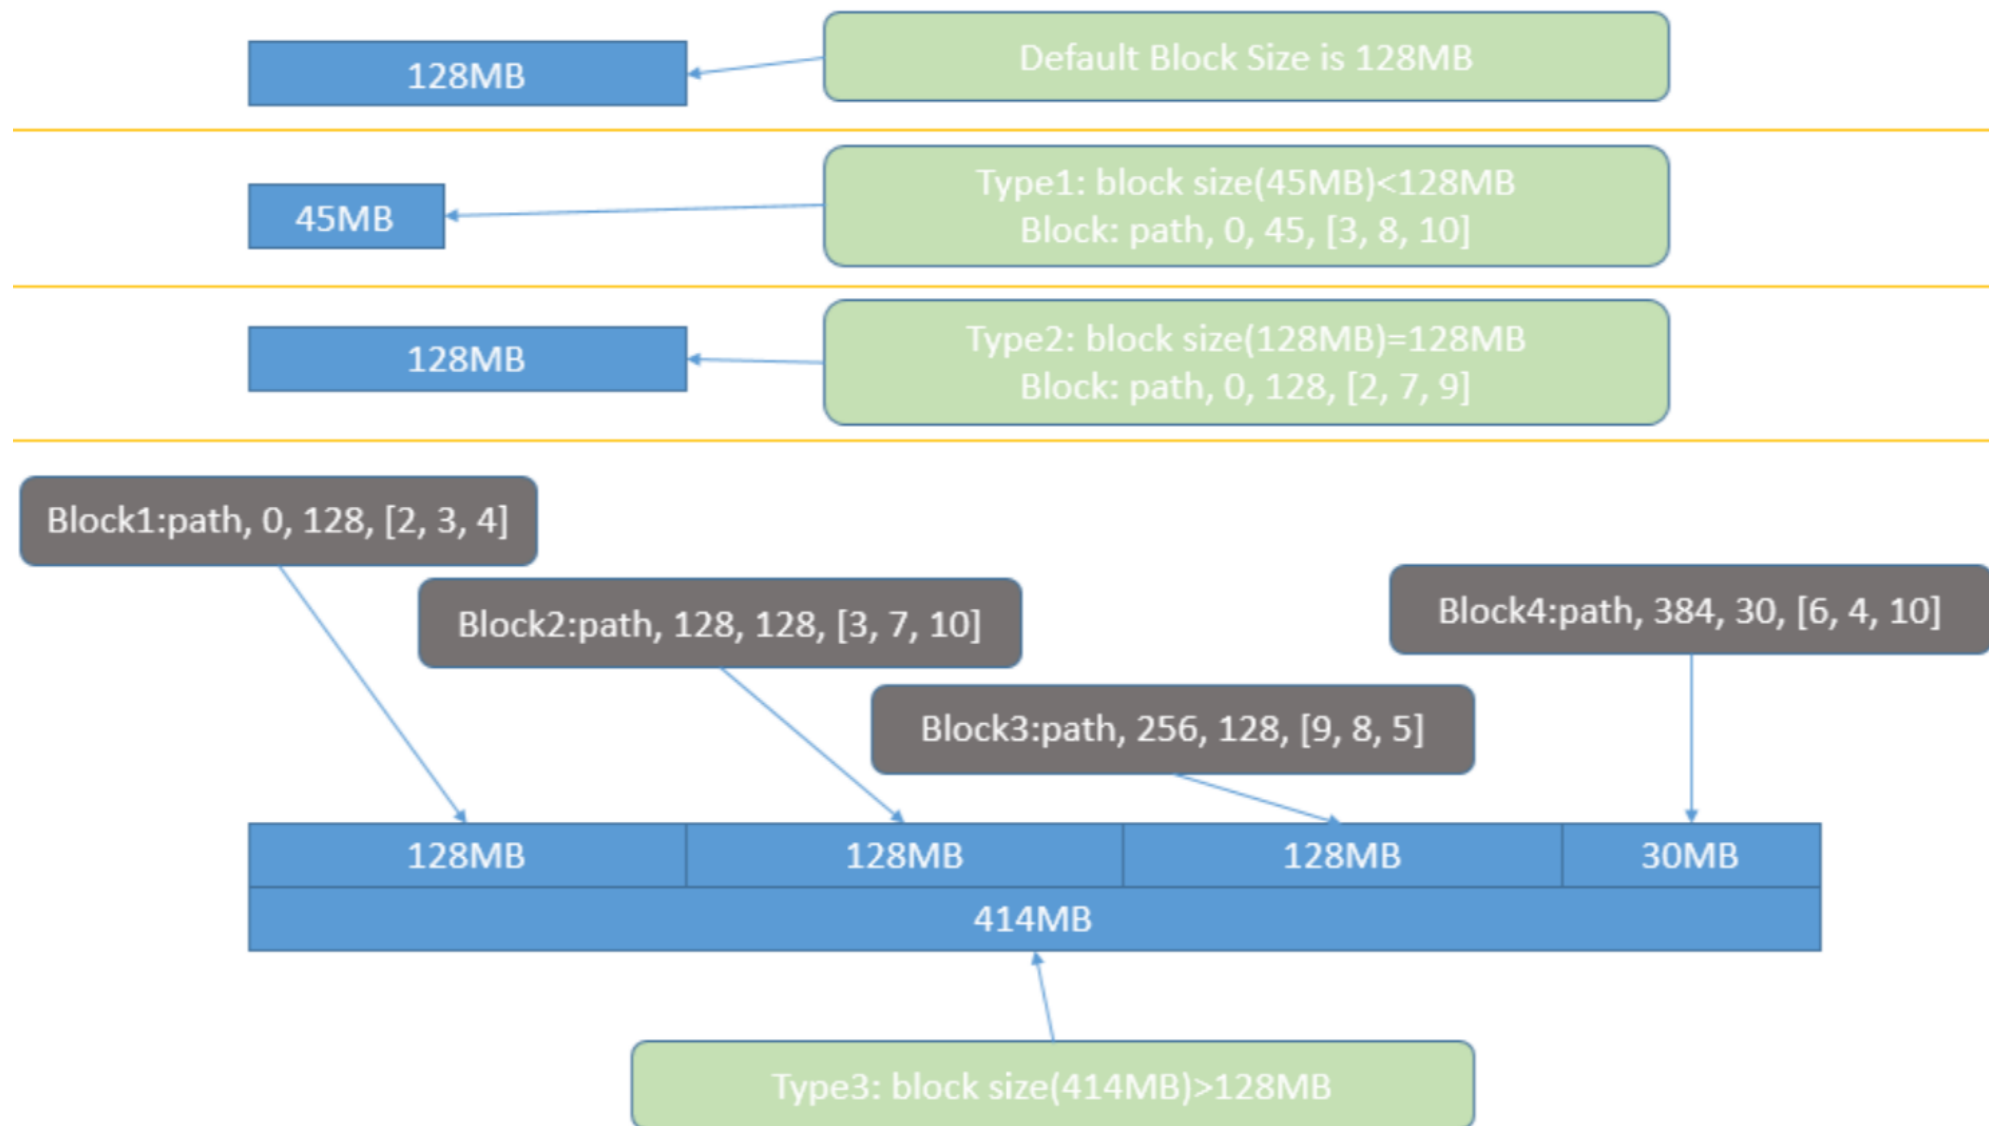 128MB
Default Block Size is 128MB
45MB
Type1: block size(45MB)<128MB
Block: path, 0, 45, [3, 8, 10]
128MB
Type2: block size(128MB)=128MB
Block: path, 0, 128, [2, 7, 9]
Block1:path, 0, 128, [2, 3, 4]
Block2:path, 128, 128, [3, 7, 10]
Block4:path, 384, 30, [6, 4, 10]
Block3:path, 256, 128, [9, 8, 5]
128MB
128MB
128MB
30MB
414MB
Type3: block size(414MB)>128MB